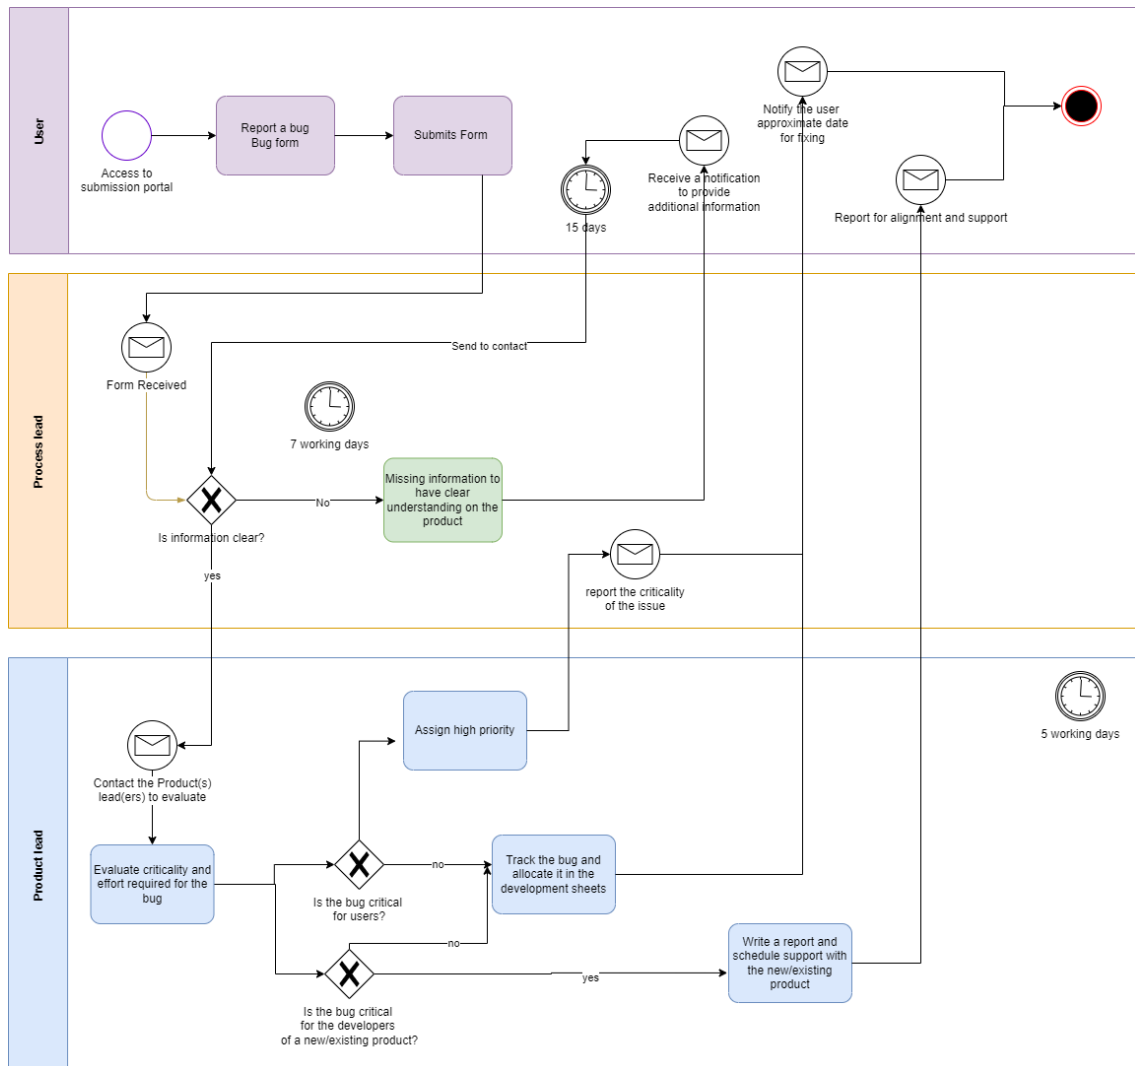 User
Access to
submission portal
Report a bug
Bug form
Submits Form
15 days
Receive a notification
to provide
additional information
Notify the user
approximate date
for fixing
Report for alignment and support
Process lead
Form Received
Send to contact
7 working days
Is information clear?
No
Missing information to
have clear
understanding on the
product
yes
report the criticality
of the issue
Product lead
5 working days
Contact the Product(s)
lead(ers) to evaluate
Assign high priority
Evaluate criticality and
effort required for the
bug
Is the bug critical
for users?
no
Track the bug and
allocate it in the
development sheets
no
Is the bug critical
for the developers
of a new/existing product?
yes
Write a report and
schedule support with
the new/existing
product